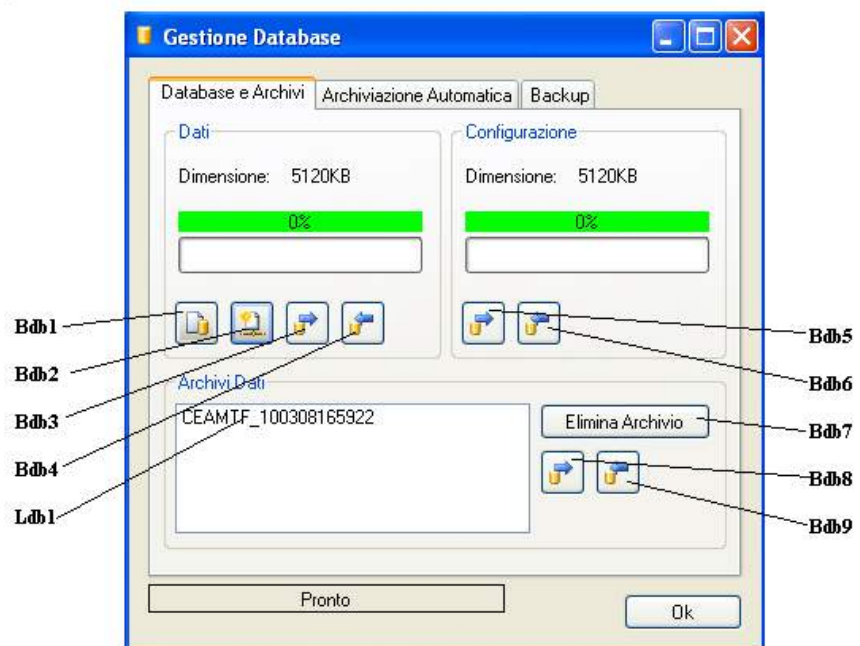 Gestione Database
Database e Archivi Archiviazione Automatica Backup
Dati
Dimensione: 5120KB
0%
Configurazione
Dimensione: 5120KB
0%
Bdb1
Bdb2
Bdb3
Bdb4
Ldb1
Bdb5
Bdb6
Bdb7
Bdb8
Bdb9
Archivi Dati
CEAMTF_100308165922
Elimina Archivio
Pronto
Ok